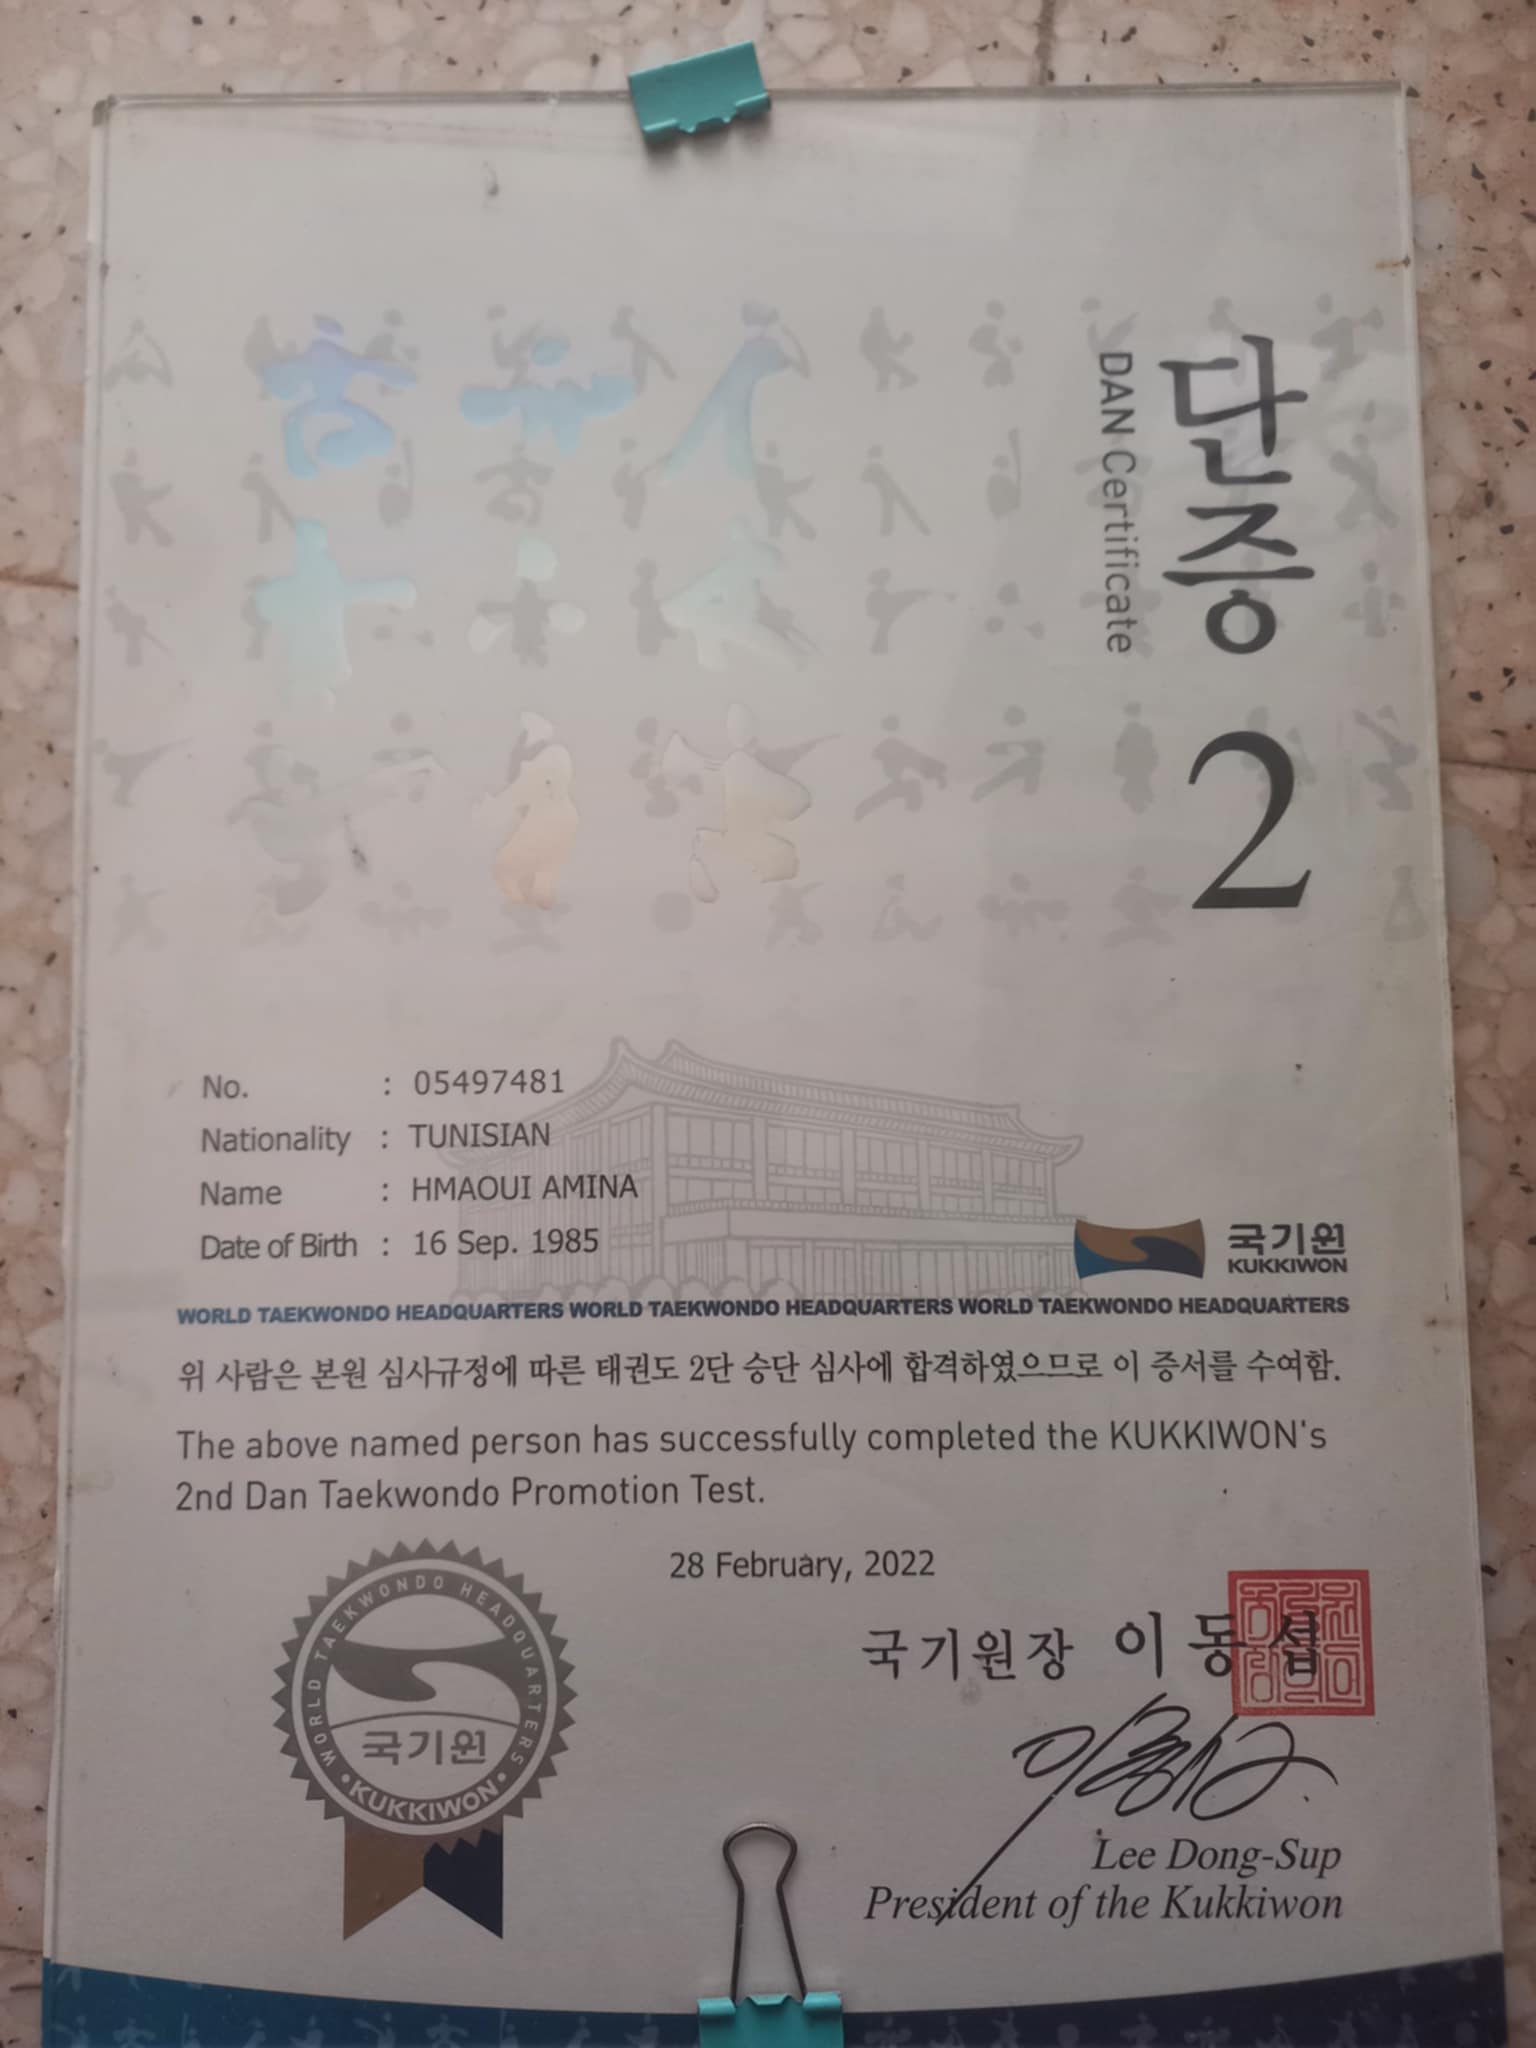 단증
DAN Certificate
2
No. : 05497481
Nationality : TUNISIAN
Name : HMAOUI AMINA
Date of Birth : 16 Sep. 1985
국기원
KUKKIWON
WORLD TAEKWONDO HEADQUARTERS WORLD TAEKWONDO HEADQUARTERS WORLD TAEKWONDO HEADQUARTERS
위 사람은 본원 심사규정에 따른 태권도 2단 승단 심사에 합격하였으므로 이 증서를 수여함.
The above named person has successfully completed the KUKKIWON's
2nd Dan Taekwondo Promotion Test.
28 February, 2022
WORLD TAEKWONDO HEADQUARTERS
국기원
KUKKIWON
국기원장 이동섭
Lee Dong-Sup
President of the Kukkiwon